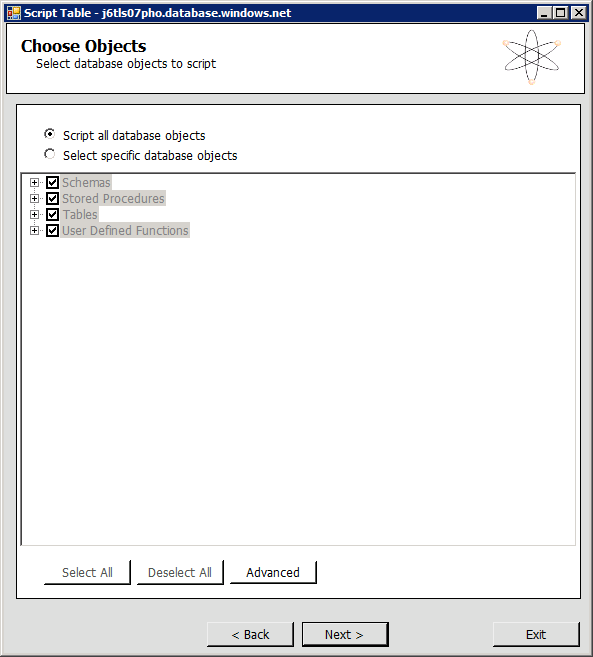 Script Table - j6tls07pho.database.windows.net
Choose Objects
Select database objects to script
Script all database objects
Select specific database objects
Schemas
Stored Procedures
Tables
User Defined Functions
Select All
Deselect All
Advanced
< Back
Next >
Exit